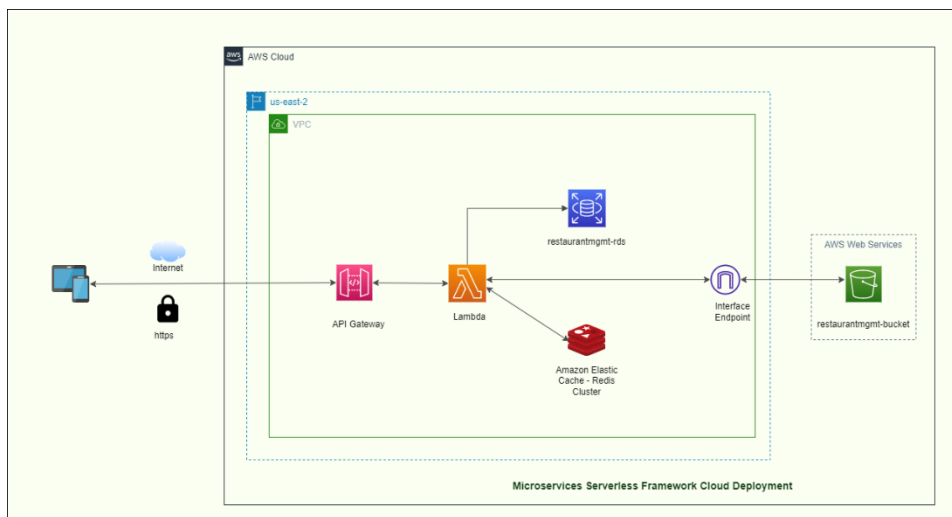 aws
AWS Cloud
us-east-2
VPC
restaurantmgmt-rds
AWS Web Services
Internet
https
API Gateway
Lambda
Interface
Endpoint
restaurantmgmt-bucket
Amazon Elastic
Cache - Redis
Cluster
Microservices Serverless Framework Cloud Deployment